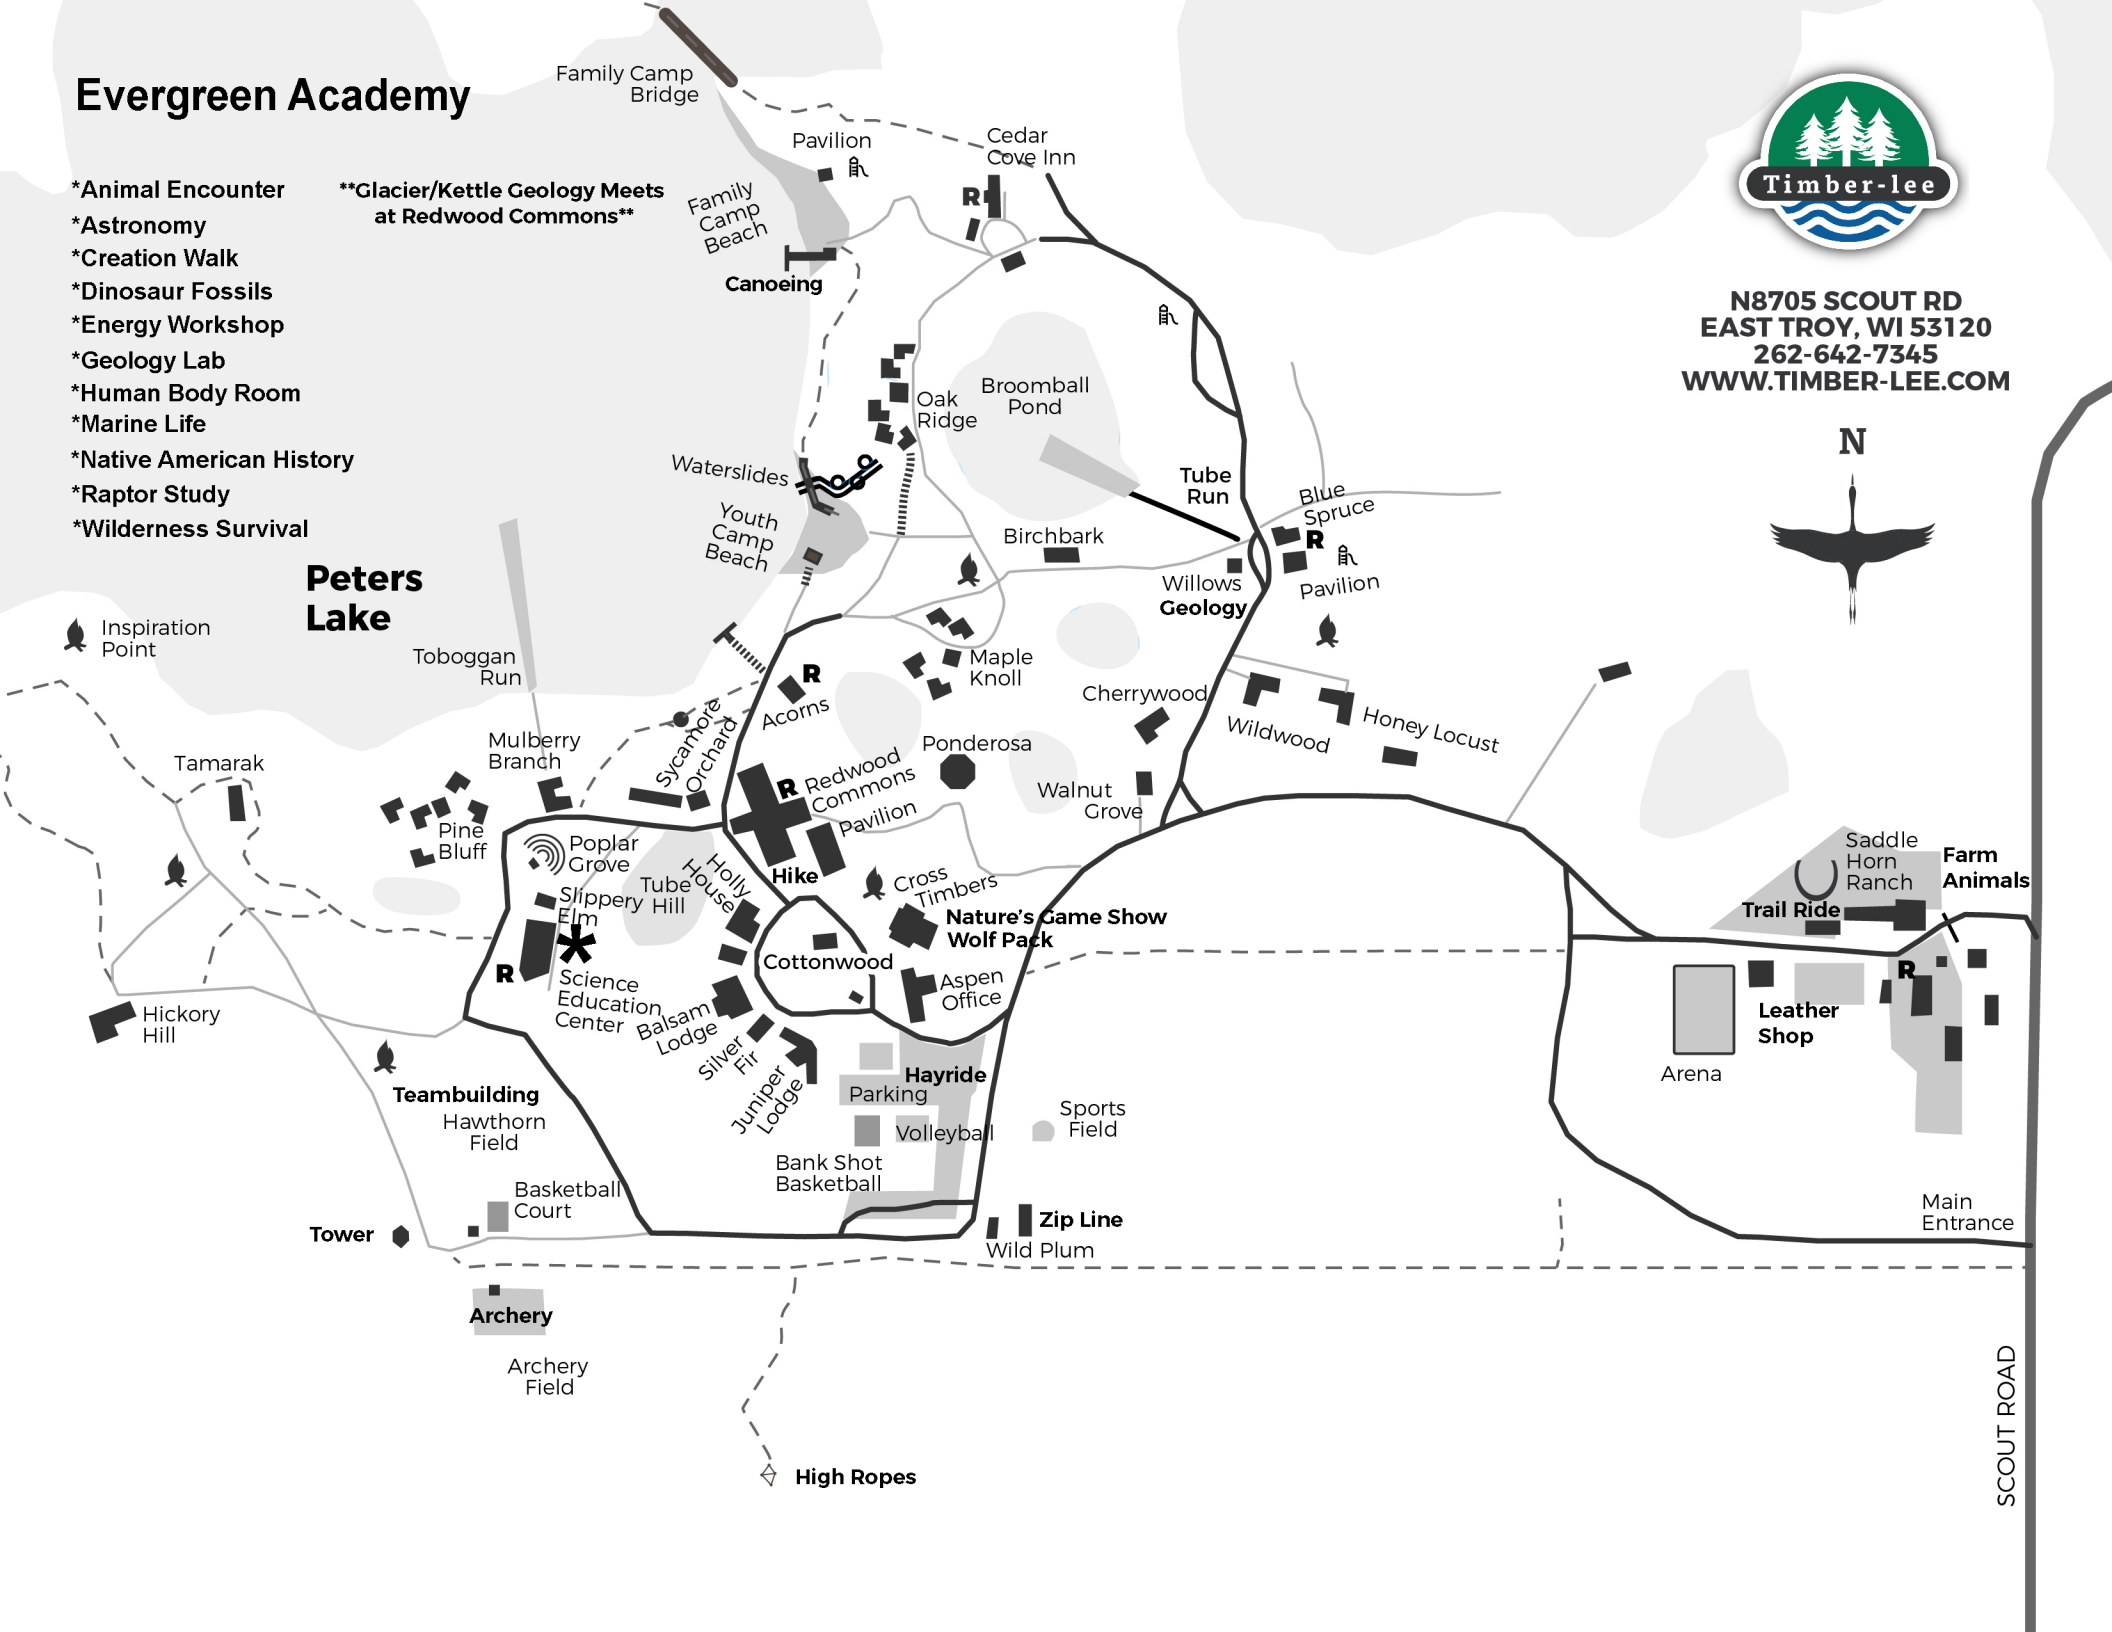 Evergreen Academy
*Animal Encounter
*Astronomy
*Creation Walk
*Dinosaur Fossils
*Energy Workshop
*Geology Lab
*Human Body Room
*Marine Life
*Native American History
*Raptor Study
*Wilderness Survival
**Glacier/Kettle Geology Meets
at Redwood Commons**
Timber-lee
N8705 SCOUT RD
EAST TROY, WI 53120
262-642-7345
WWW.TIMBER-LEE.COM
N
Family Camp
Bridge
Pavilion
Cedar
Cove Inn
R
Family
Camp
Beach
Canoeing
Oak
Ridge
Broomball
Pond
Waterslides
Youth
Camp
Beach
Tube
Run
Blue
Spruce
R
Pavilion
Birchbark
Willows
Geology
Peters
Lake
Inspiration
Point
Toboggan
Run
R
Acorns
Maple
Knoll
Cherrywood
Wildwood
Honey Locust
Tamarak
Mulberry
Branch
Sycamore
Orchard
R
Redwood
Commons
Pavilion
Ponderosa
Walnut
Grove
Pine
Bluff
Poplar
Grove
Tube
Hill
Holly
House
Hike
Cross
Timbers
Slippery
Elm
*
R
Science
Education
Center
Nature's Game Show
Wolf Pack
Cottonwood
Aspen
Office
Balsam
Lodge
Silver
Fir
Juniper
Lodge
Saddle
Horn
Ranch
Farm
Animals
Trail Ride
R
Leather
Shop
Arena
Hickory
Hill
Teambuilding
Hawthorn
Field
Hayride
Parking
Volleyball
Sports
Field
Bank Shot
Basketball
Basketball
Court
Tower
Zip Line
Wild Plum
Main
Entrance
Archery
Archery
Field
High Ropes
SCOUT ROAD